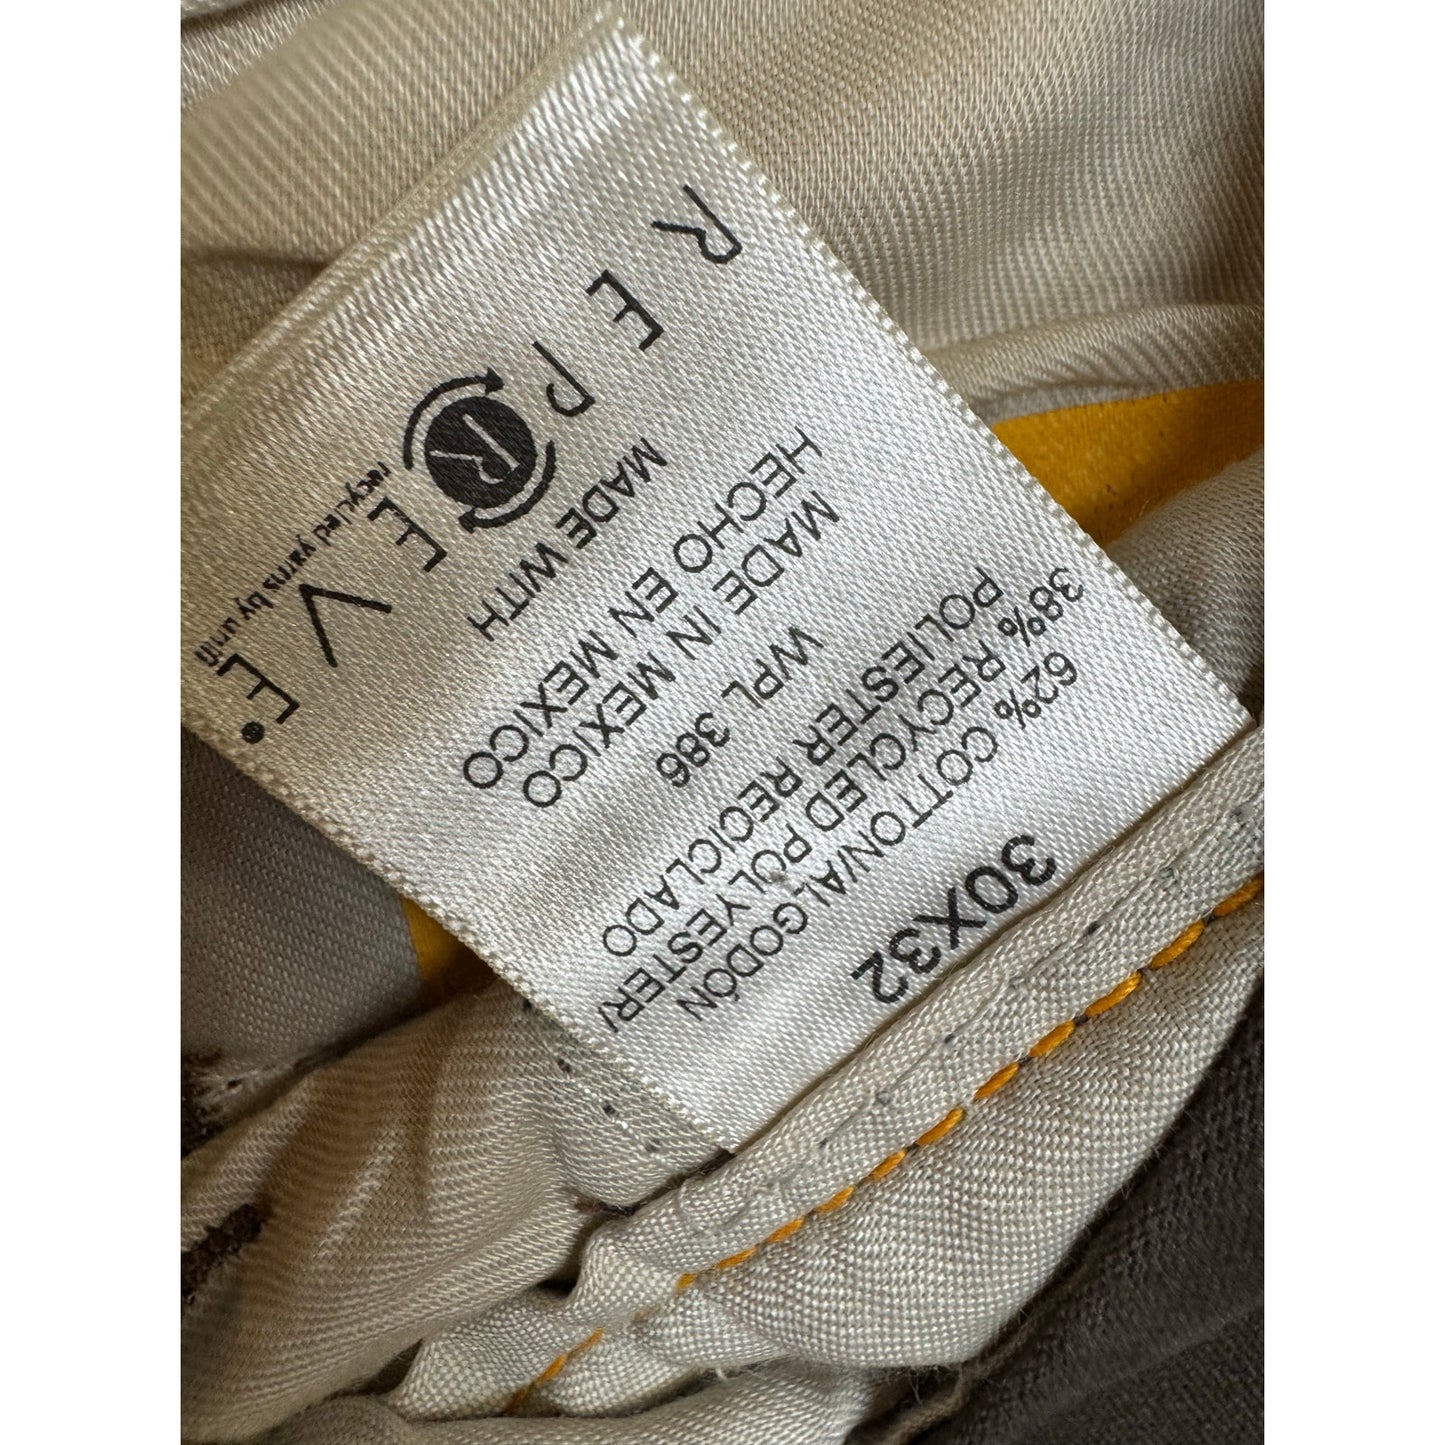 30X32
62% COTTON/ALGODÓN
38% RECYCLED POLYESTER/
POLIESTER RECICLADO
WPL 386
MADE IN MEXICO
HECHO EN MEXICO
MADE WITH
REPREVE®
R
recycled yarns by unifi